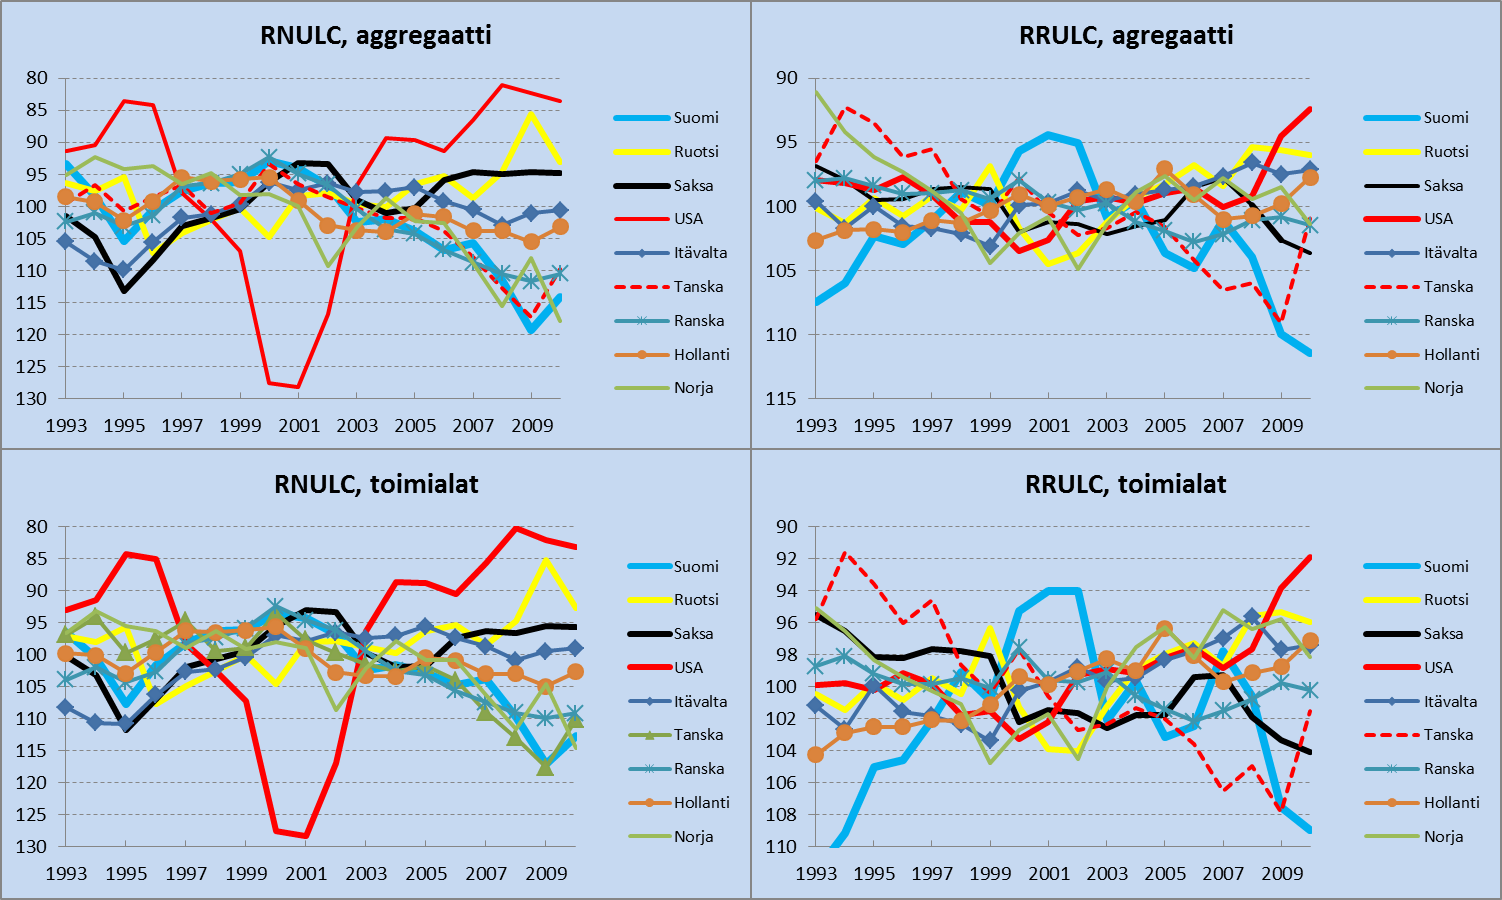 RNULC, aggregaatti
80
85
90
95
100
105
110
115
120
125
130
1993 1995 1997 1999 2001 2003 2005 2007 2009
Suomi
Ruotsi
Saksa
USA
Itävalta
Tanska
Ranska
Hollanti
Norja
RRULC, agregaatti
90
95
100
105
110
115
1993 1995 1997 1999 2001 2003 2005 2007 2009
Suomi
Ruotsi
Saksa
USA
Itävalta
Tanska
Ranska
Hollanti
Norja
RNULC, toimialat
80
85
90
95
100
105
110
115
120
125
130
1993 1995 1997 1999 2001 2003 2005 2007 2009
Suomi
Ruotsi
Saksa
USA
Itävalta
Tanska
Ranska
Hollanti
Norja
RRULC, toimialat
90
92
94
96
98
100
102
104
106
108
110
1993 1995 1997 1999 2001 2003 2005 2007 2009
Suomi
Ruotsi
Saksa
USA
Itävalta
Tanska
Ranska
Hollanti
Norja